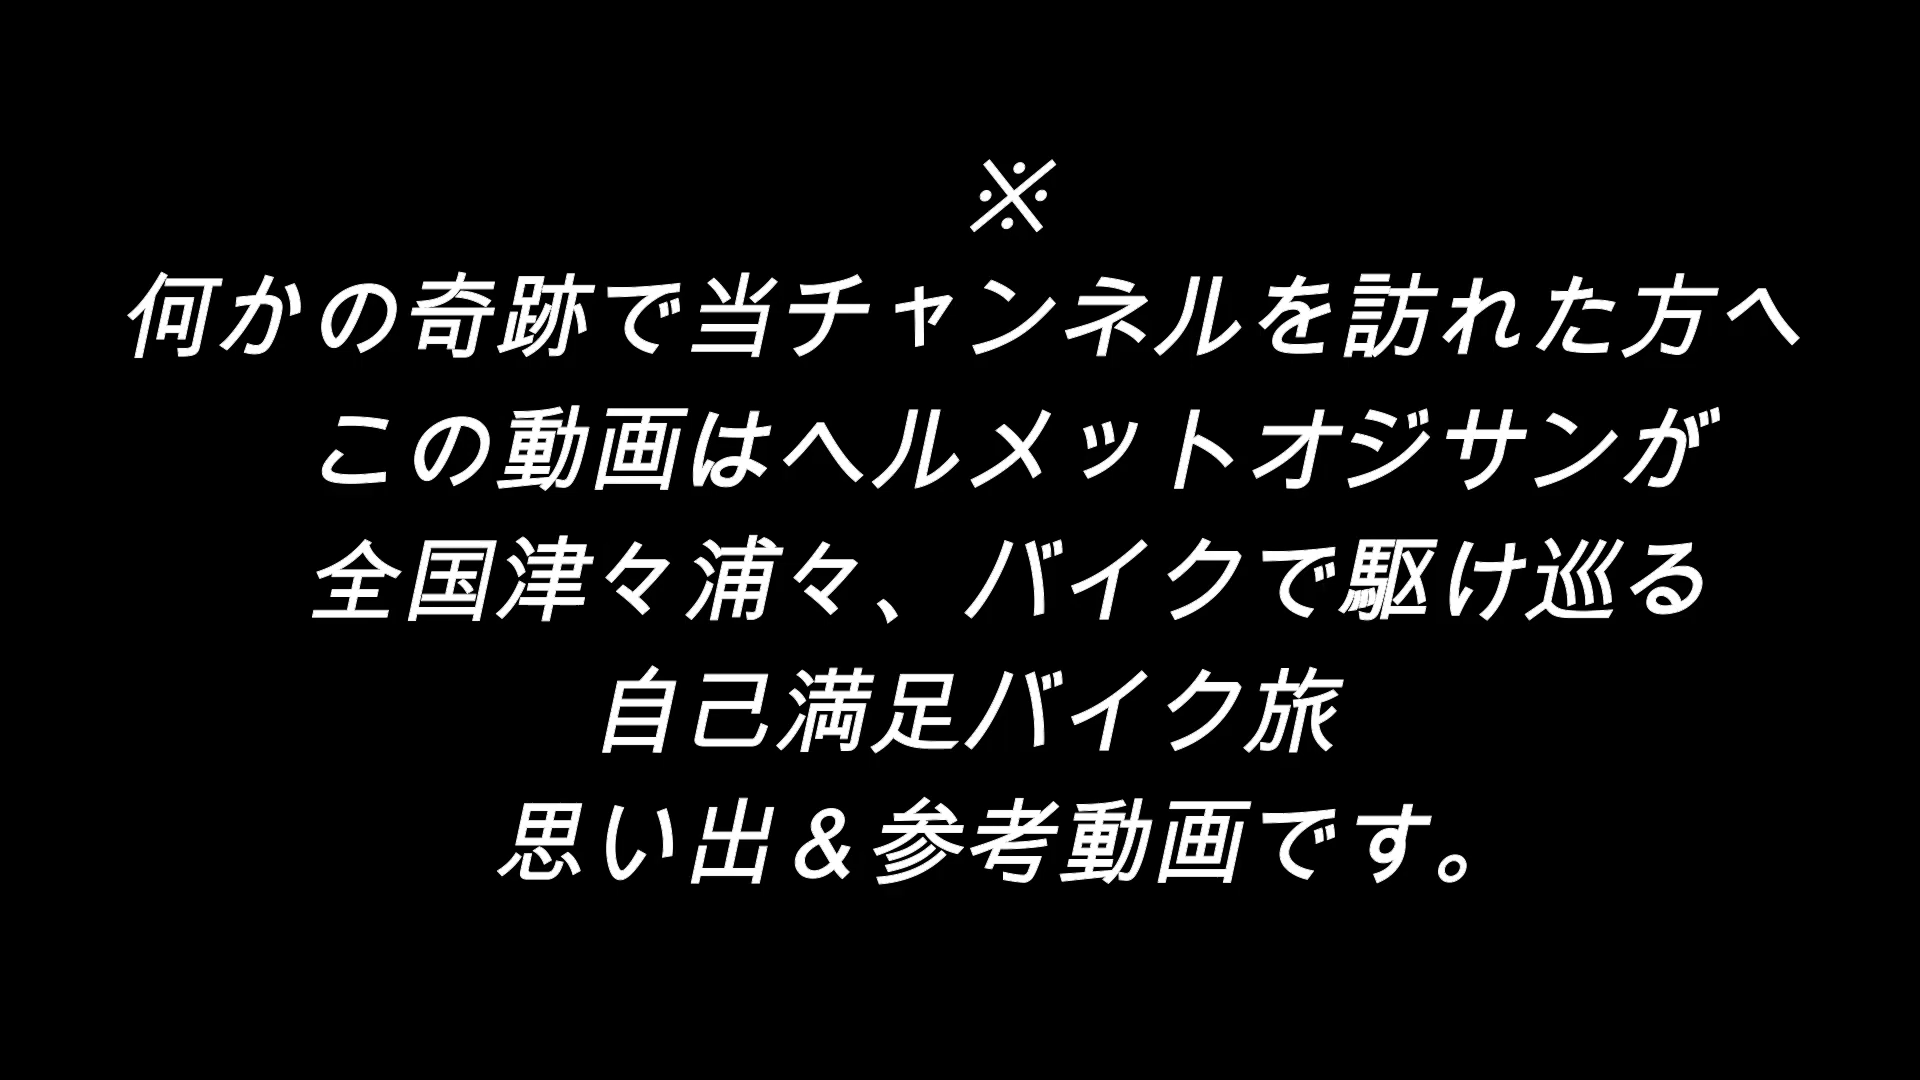 ※
何かの奇跡で当チャンネルを訪れた方へ
この動画はヘルメットオジサンが
全国津々浦々、バイクで駆け巡る
自己満足バイク旅
思い出＆参考動画です。